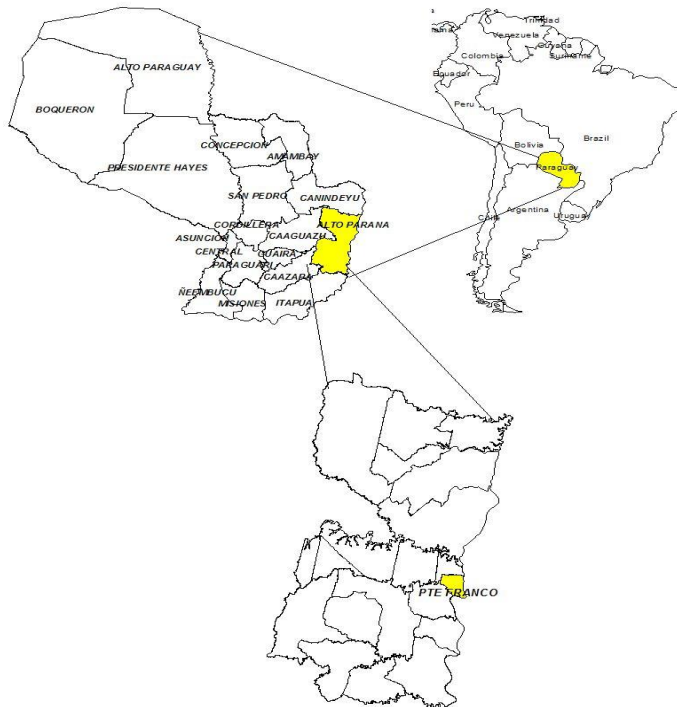 ALTO PARAGUAY
BOQUERON
CONCEPCION
AMAMBAY
PRESIDENTE HAYES
SAN PEDRO
CANINDEYU
CORDILLERA
ALTO PARANA
ASUNCION
CAAGUAZU
CENTRAL
GUAIRA
PARAGUARI
CAAZAPA
ÑEEMBUCU
MISIONES
ITAPUA
Trinidad
Venezuela
Guyana
Suriname
Colombia
Ecuador
Peru
Brazil
Bolivia
Paraguay
Chile
Argentina
Uruguay
PTE FRANCO